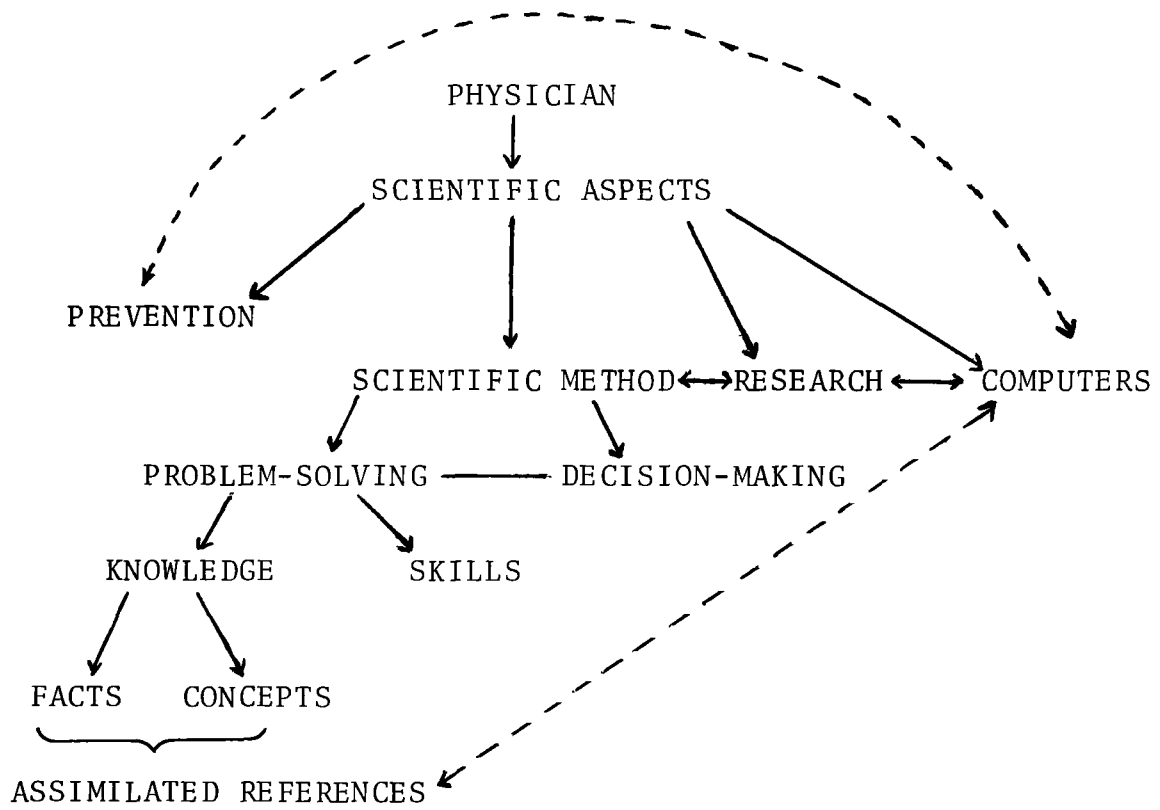 PHYSICIAN
SCIENTIFIC ASPECTS
PREVENTION
SCIENTIFIC METHOD RESEARCH COMPUTERS
PROBLEM-SOLVING DECISION-MAKING
KNOWLEDGE SKILLS
FACTS CONCEPTS
ASSIMILATED REFERENCES